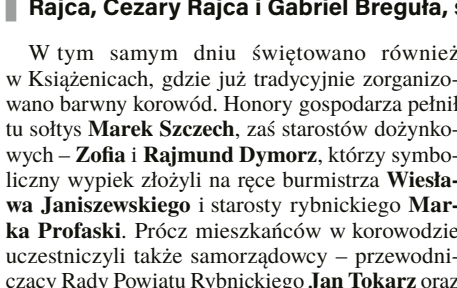 Rajca, Cezary Rajca i Gabriel Breguła,
W tym samym dniu świętowano również
w Książenicach, gdzie już tradycyjnie zorganizo-
wano barwny korowód. Honory gospodarza pełnił
tu sołtys Marek Szczech, zaś starostów dożynko-
wych – Zofia i Rajmund Dymorz, którzy symbo-
liczny wypiek złożyli na ręce burmistrza Wiesła-
wa Janiszewskiego i starosty rybnickiego Mar-
ka Profaski. Prócz mieszkańców w korowodzie
uczestniczyli także samorządowcy – przewodni-
czący Rady Powiatu Rybnickiego Jan Tokarz oraz